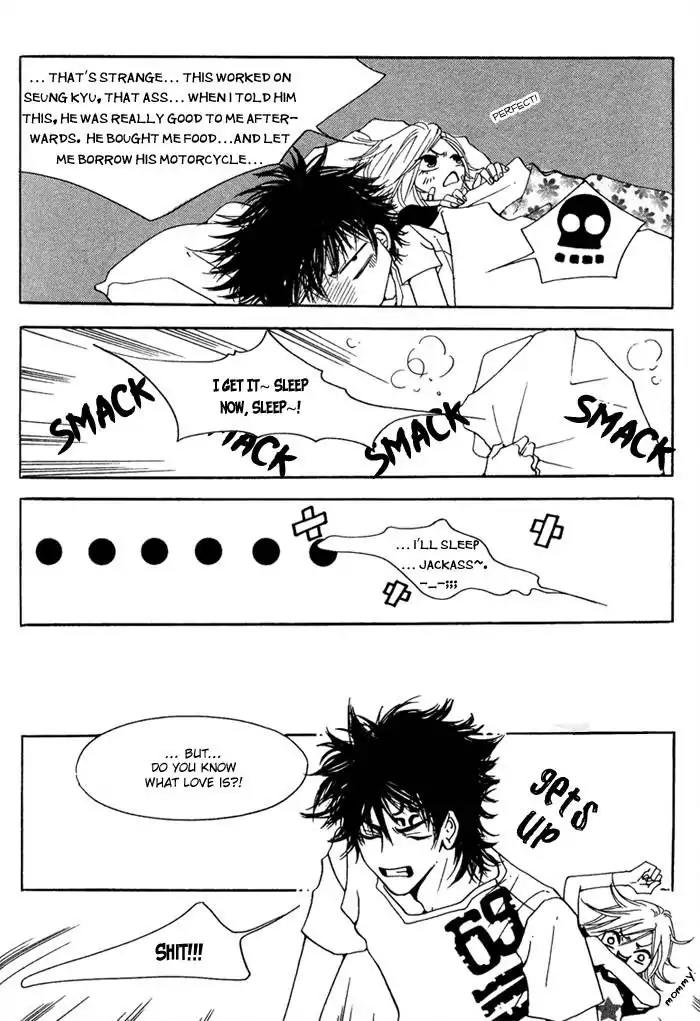 ... THAT'S STRANGE... THIS WORKED ON
SEUNG KYU, THAT ASS... WHEN I TOLD HIM
THIS, HE WAS REALLY GOOD TO ME AFTER-
WARDS. HE BOUGHT ME FOOD...AND LET
ME BORROW HIS MOTORCYCLE...
PERFECT!
I GET IT~ SLEEP
NOW, SLEEP~!
SMACK
SMACK
SMACK
SMACK
... I'LL SLEEP
... JACKASS~.
-_-;;;
... BUT...
DO YOU KNOW
WHAT LOVE IS?!
gets
up
69
SHIT!!!
mommy!